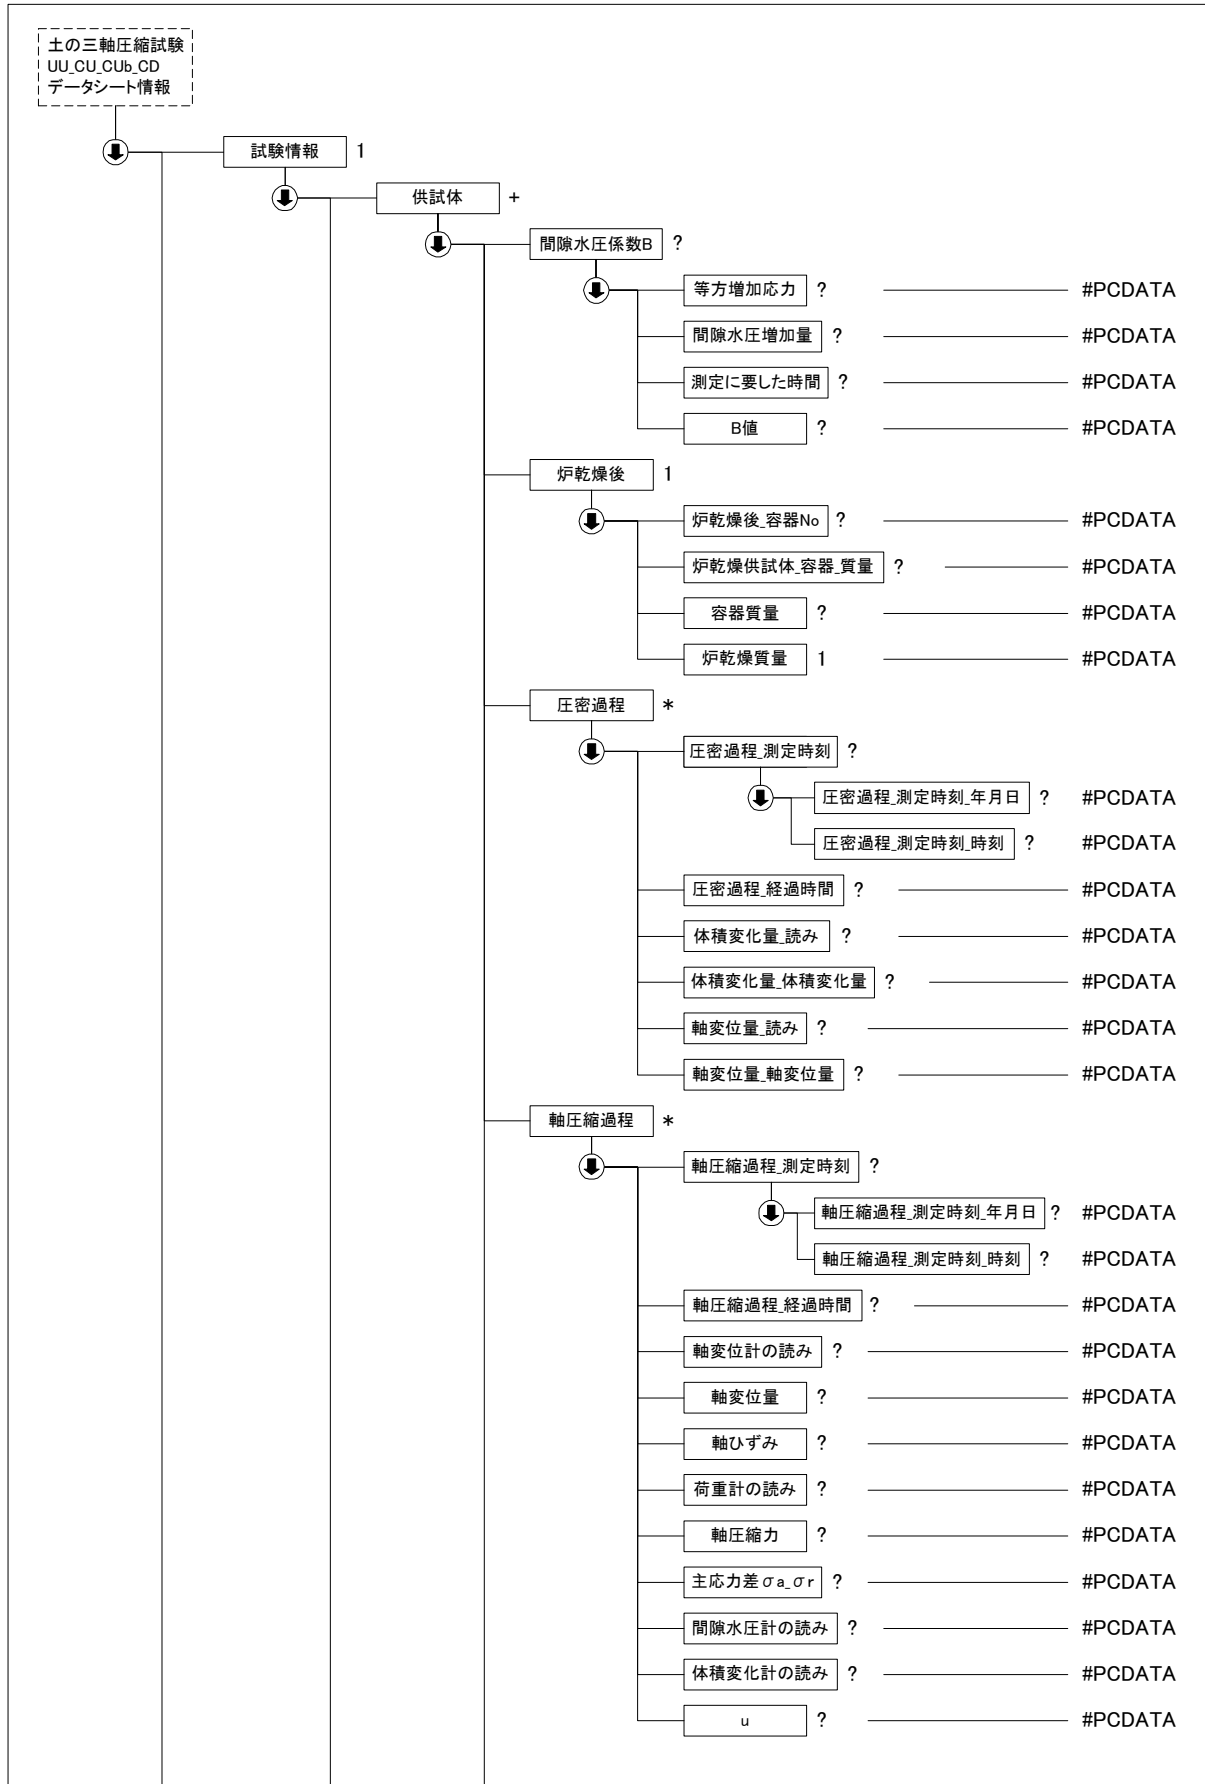 土の三軸圧縮試験
UU_CU_CUb_CD
データシート情報
試験情報 1
供試体 +
間隙水圧係数B ?
等方増加応力 ? #PCDATA
間隙水圧増加量 ? #PCDATA
測定に要した時間 ? #PCDATA
B値 ? #PCDATA
炉乾燥後 1
炉乾燥後_容器No ? #PCDATA
炉乾燥供試体_容器_質量 ? #PCDATA
容器質量 ? #PCDATA
炉乾燥質量 1 #PCDATA
圧密過程 *
圧密過程_測定時刻 ?
圧密過程_測定時刻_年月日 ? #PCDATA
圧密過程_測定時刻_時刻 ? #PCDATA
圧密過程_経過時間 ? #PCDATA
体積変化量_読み ? #PCDATA
体積変化量_体積変化量 ? #PCDATA
軸変位量_読み ? #PCDATA
軸変位量_軸変位量 ? #PCDATA
軸圧縮過程 *
軸圧縮過程_測定時刻 ?
軸圧縮過程_測定時刻_年月日 ? #PCDATA
軸圧縮過程_測定時刻_時刻 ? #PCDATA
軸圧縮過程_経過時間 ? #PCDATA
軸変位計の読み ? #PCDATA
軸変位量 ? #PCDATA
軸ひずみ ? #PCDATA
荷重計の読み ? #PCDATA
軸圧縮力 ? #PCDATA
主応力差σa_σr ? #PCDATA
間隙水圧計の読み ? #PCDATA
体積変化計の読み ? #PCDATA
u ? #PCDATA